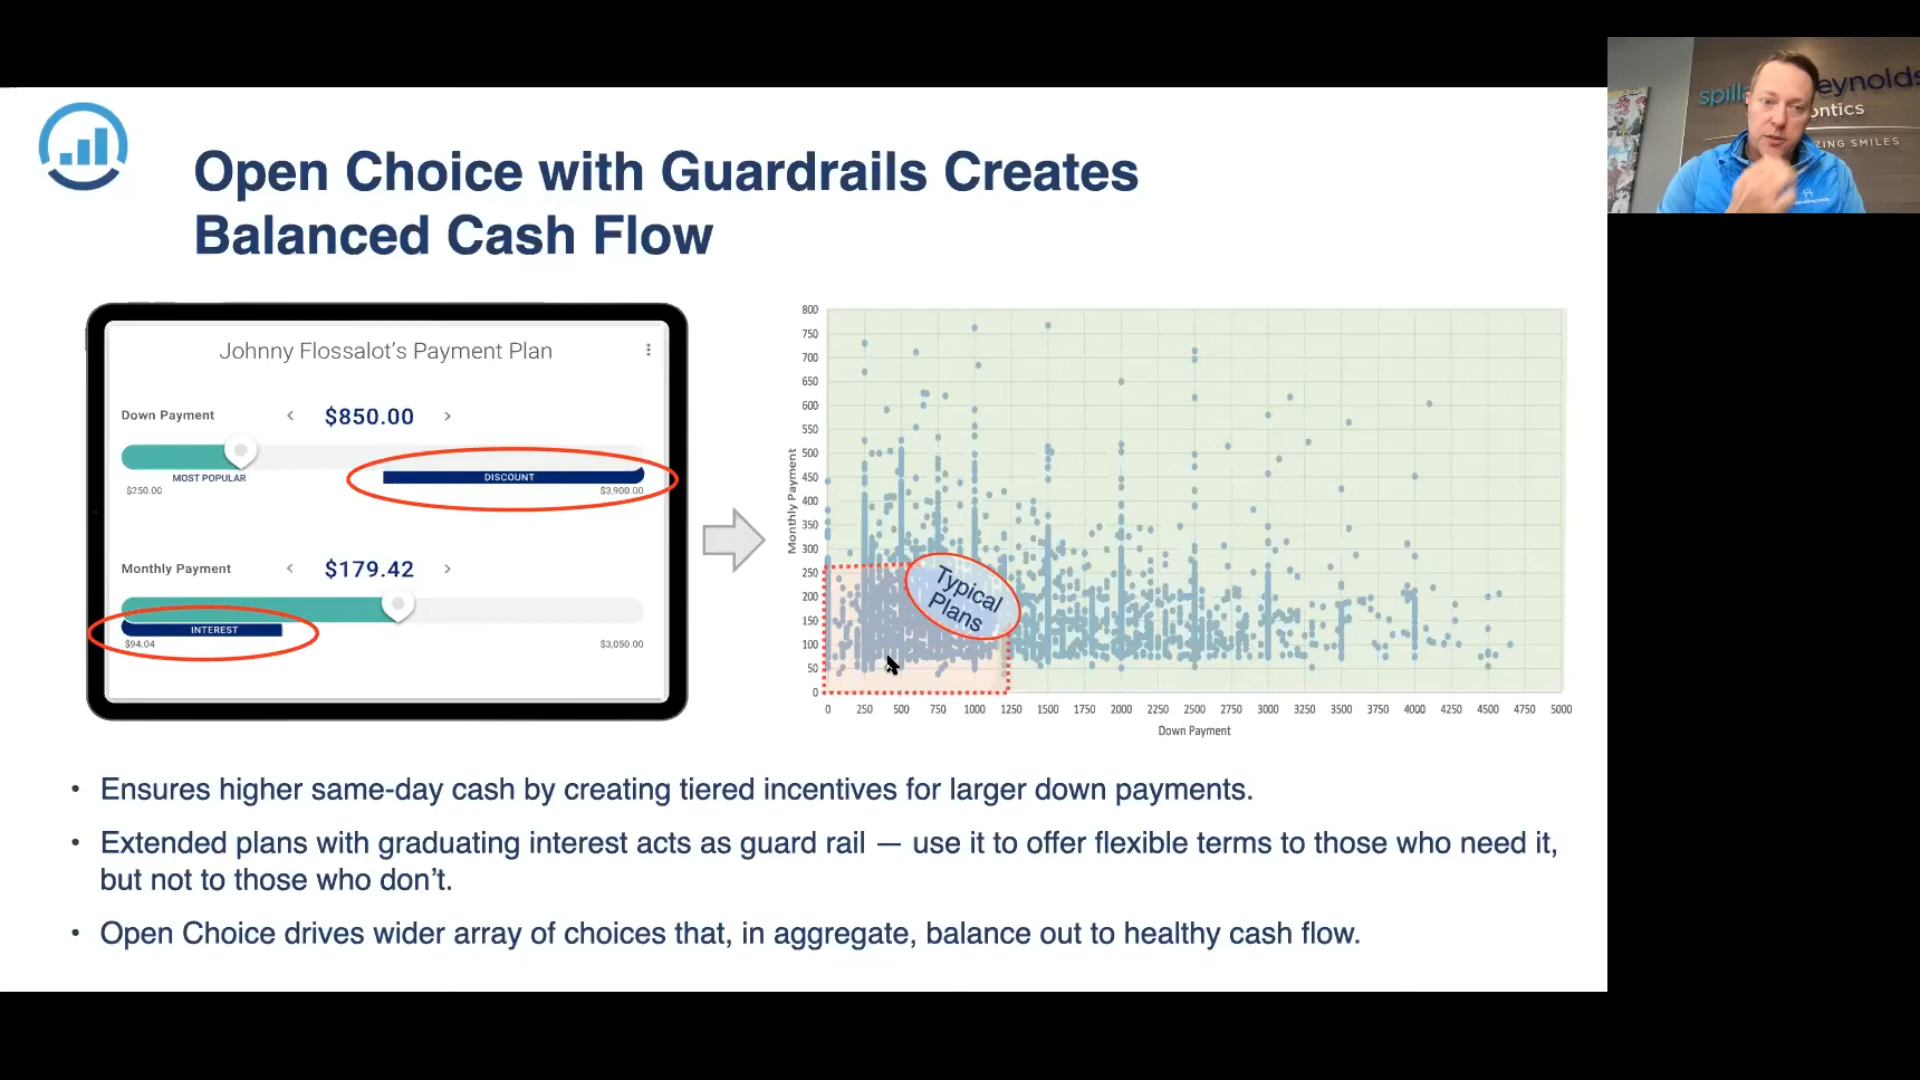 Open Choice with Guardrails Creates
Balanced Cash Flow
Johnny Flossalot's Payment Plan
Down Payment
$850.00
MOST POPULAR
DISCOUNT
$250.00
$3,900.00
Monthly Payment
$179.42
INTEREST
$94.04
$3,050.00
800
750
700
650
600
550
500
450
400
350
300
250
200
150
100
50
0
Monthly Payment
Typical
Plans
0 250 500 750 1000 1250 1500 1750 2000 2250 2500 2750 3000 3250 3500 3750 4000 4250 4500 4750 5000
Down Payment
• Ensures higher same-day cash by creating tiered incentives for larger down payments.
• Extended plans with graduating interest acts as guard rail — use it to offer flexible terms to those who need it,
but not to those who don't.
• Open Choice drives wider array of choices that, in aggregate, balance out to healthy cash flow.
SMILES